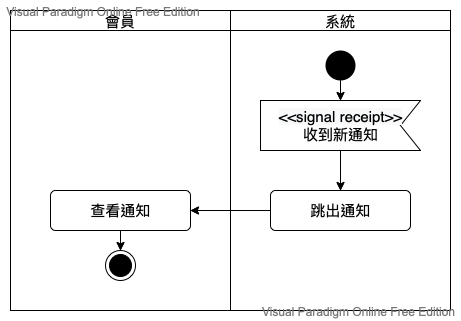 Visual Paradigm Online Free Edition
會員
系統
<<signal receipt>>
收到新通知
查看通知
跳出通知
Visual Paradigm Online Free Edition